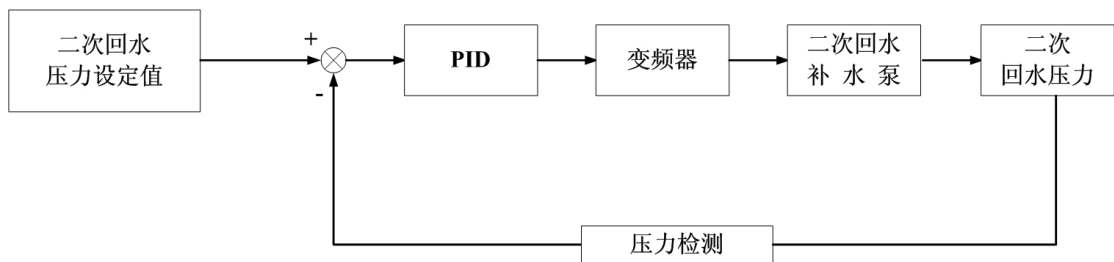 二次回水
压力设定值
+
-
PID
变频器
二次回水
补 水 泵
二次
回水压力
压力检测